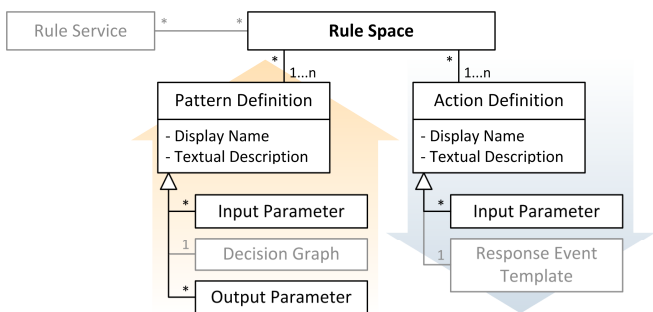 Rule Service
*
*
Rule Space
*
1...n
*
1...n
Pattern Definition
- Display Name
- Textual Description
Action Definition
- Display Name
- Textual Description
*
Input Parameter
1
Decision Graph
*
Output Parameter
*
Input Parameter
1
Response Event
Template